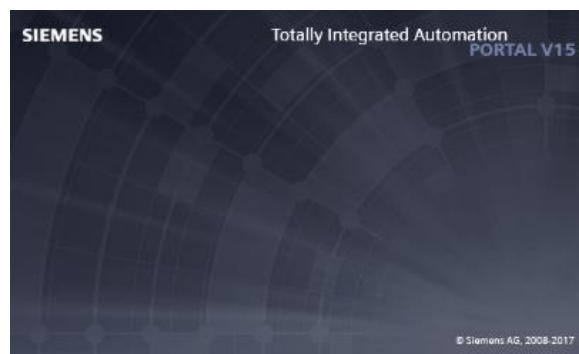 SIEMENS
Totally Integrated Automation
PORTAL V15
© Siemens AG, 2008-2017